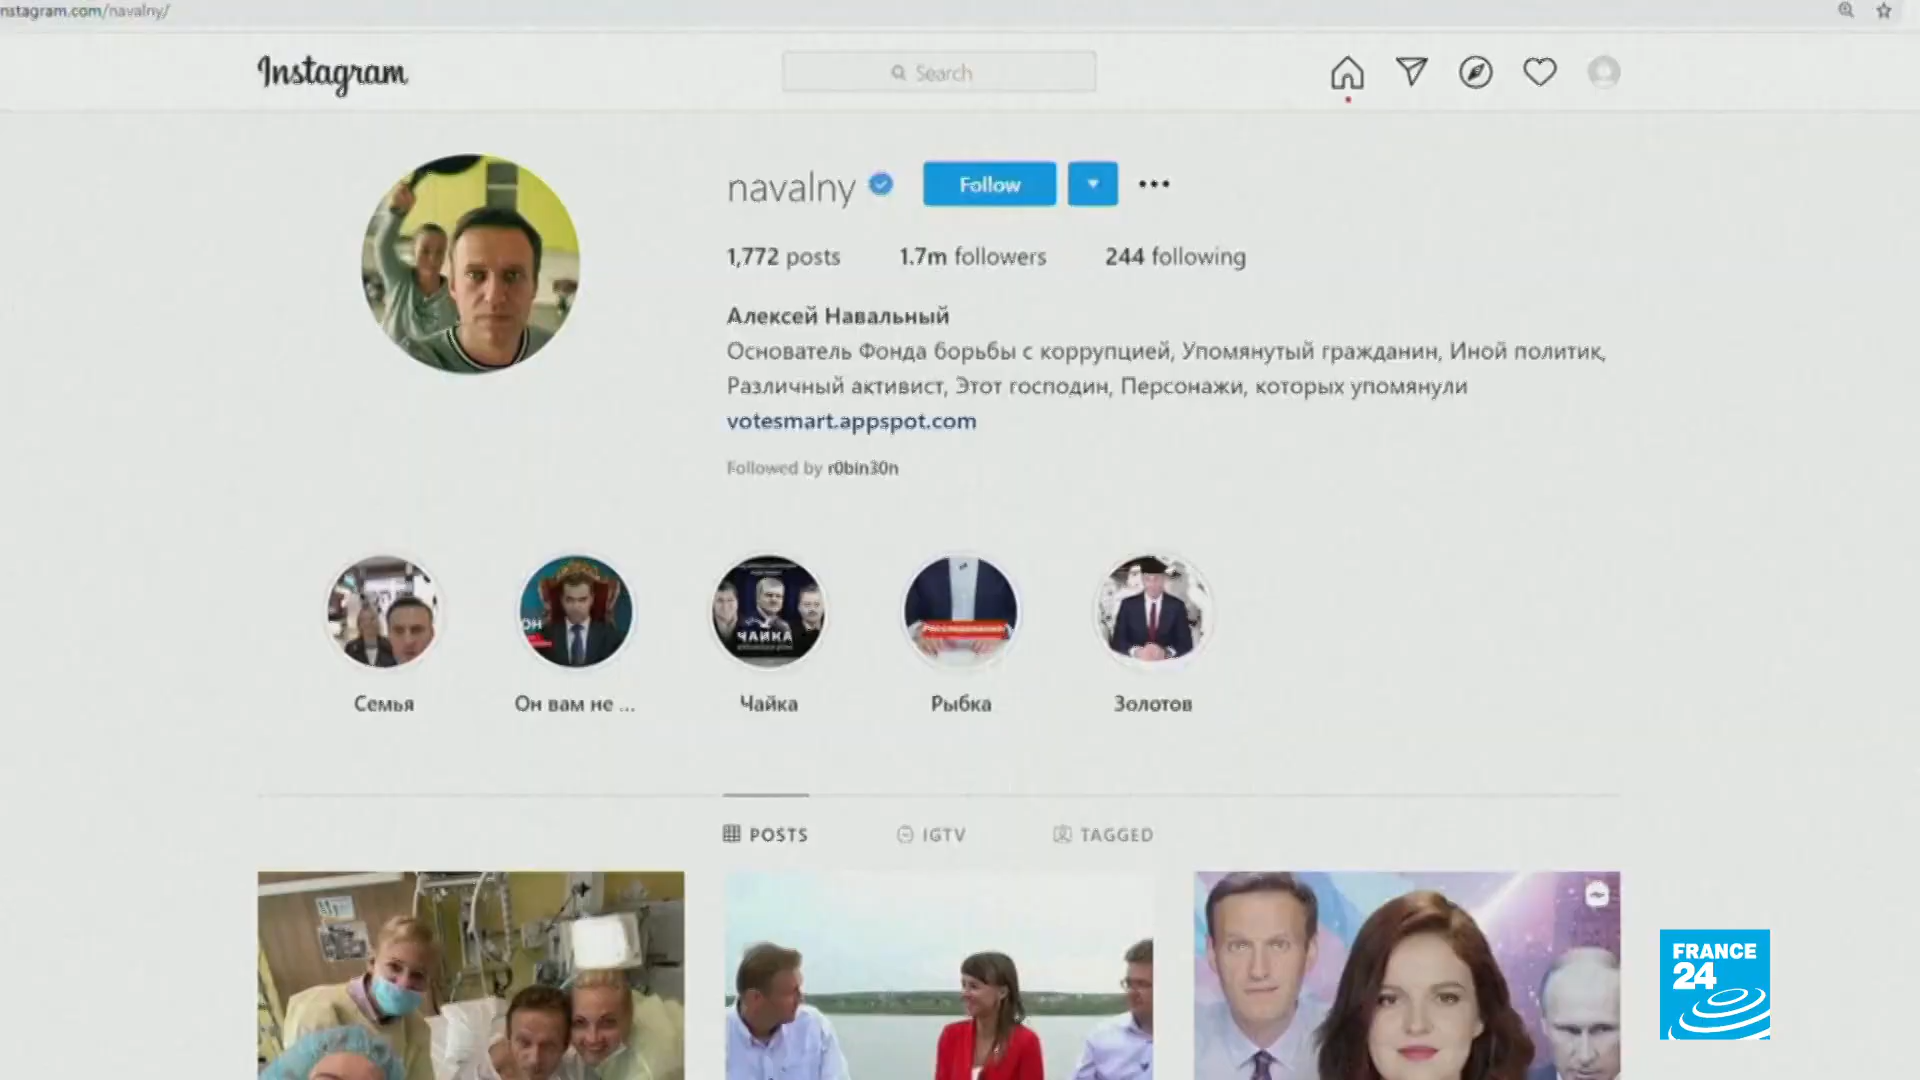 nstagram.com/navalny/
Instagram
Search
navalny
Follow
1,772 posts 1.7m followers 244 following
Алексей Навальный
Основатель Фонда борьбы с коррупцией, Упомянутый гражданин, Иной политик,
Различный активист, Этот господин, Персонажи, которых упомянули
votesmart.appspot.com
Followed by r0bin30n
ОН
ЧАЙКА
Семья
Он вам не ...
Чайка
Рыбка
Золотов
POSTS
IGTV
TAGGED
FRANCE
24